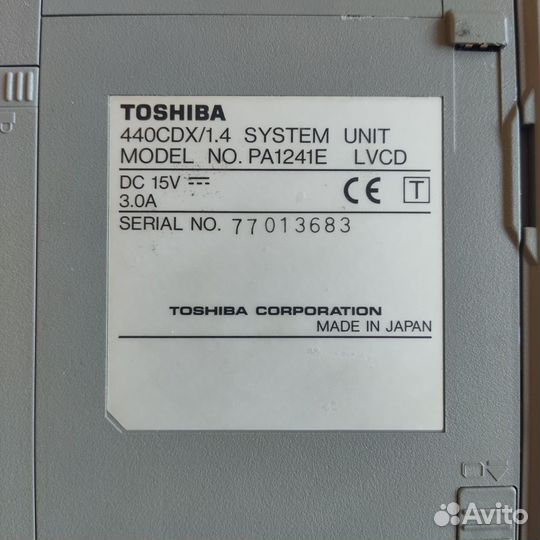 TOSHIBA
440CDX/1.4 SYSTEM UNIT
MODEL NO. PA1241E LVCD
DC 15V ⎓
3.0A
CE T
SERIAL NO. 77013683
TOSHIBA CORPORATION
MADE IN JAPAN
Avito